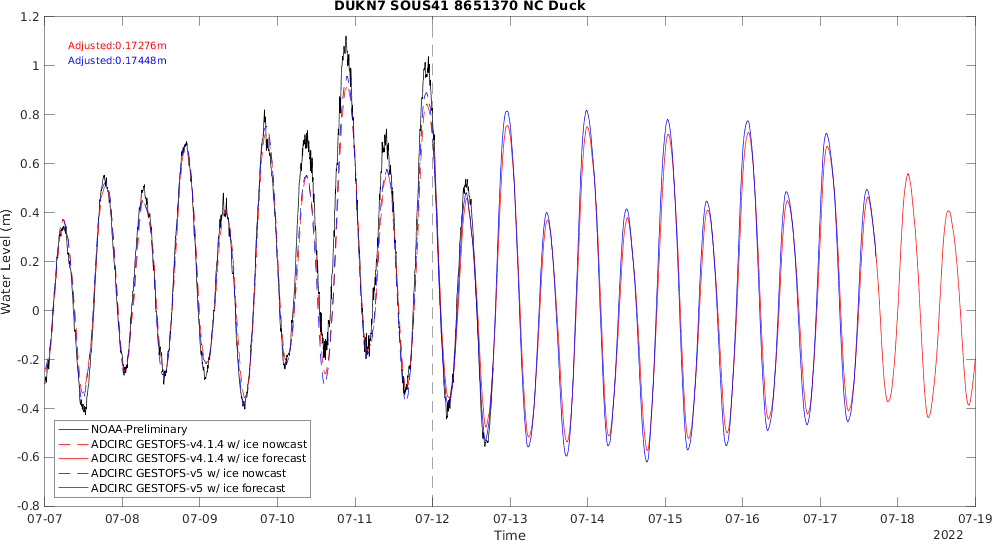 DUKN7 SOUS41 8651370 NC Duck
Adjusted:0.17276m
Adjusted:0.17448m
1.2
1
0.8
0.6
0.4
0.2
0
-0.2
-0.4
-0.6
-0.8
Water Level (m)
NOAA-Preliminary
ADCIRC GESTOFS-v4.1.4 w/ ice nowcast
ADCIRC GESTOFS-v4.1.4 w/ ice forecast
ADCIRC GESTOFS-v5 w/ ice nowcast
ADCIRC GESTOFS-v5 w/ ice forecast
07-07 07-08 07-09 07-10 07-11 07-12 07-13 07-14 07-15 07-16 07-17 07-18 07-19
Time
2022